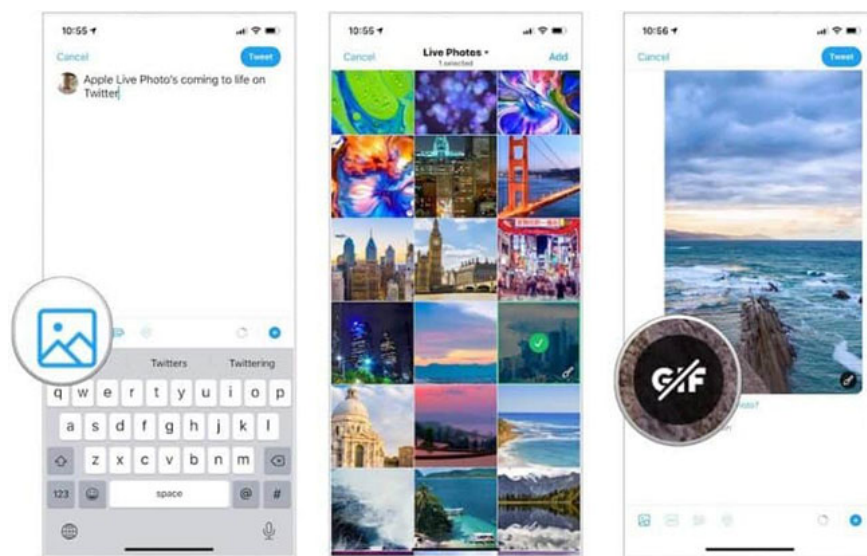 10:55
Cancel
Tweet
Apple Live Photo's coming to life on
Twitter
Twitters
Twittering
q w e r t y u i o p
a s d f g h j k l
z x c v b n m
123
space
@ #
10:55
Cancel
Live Photos
Add
1 selected
10:56
Cancel
Tweet
GIF